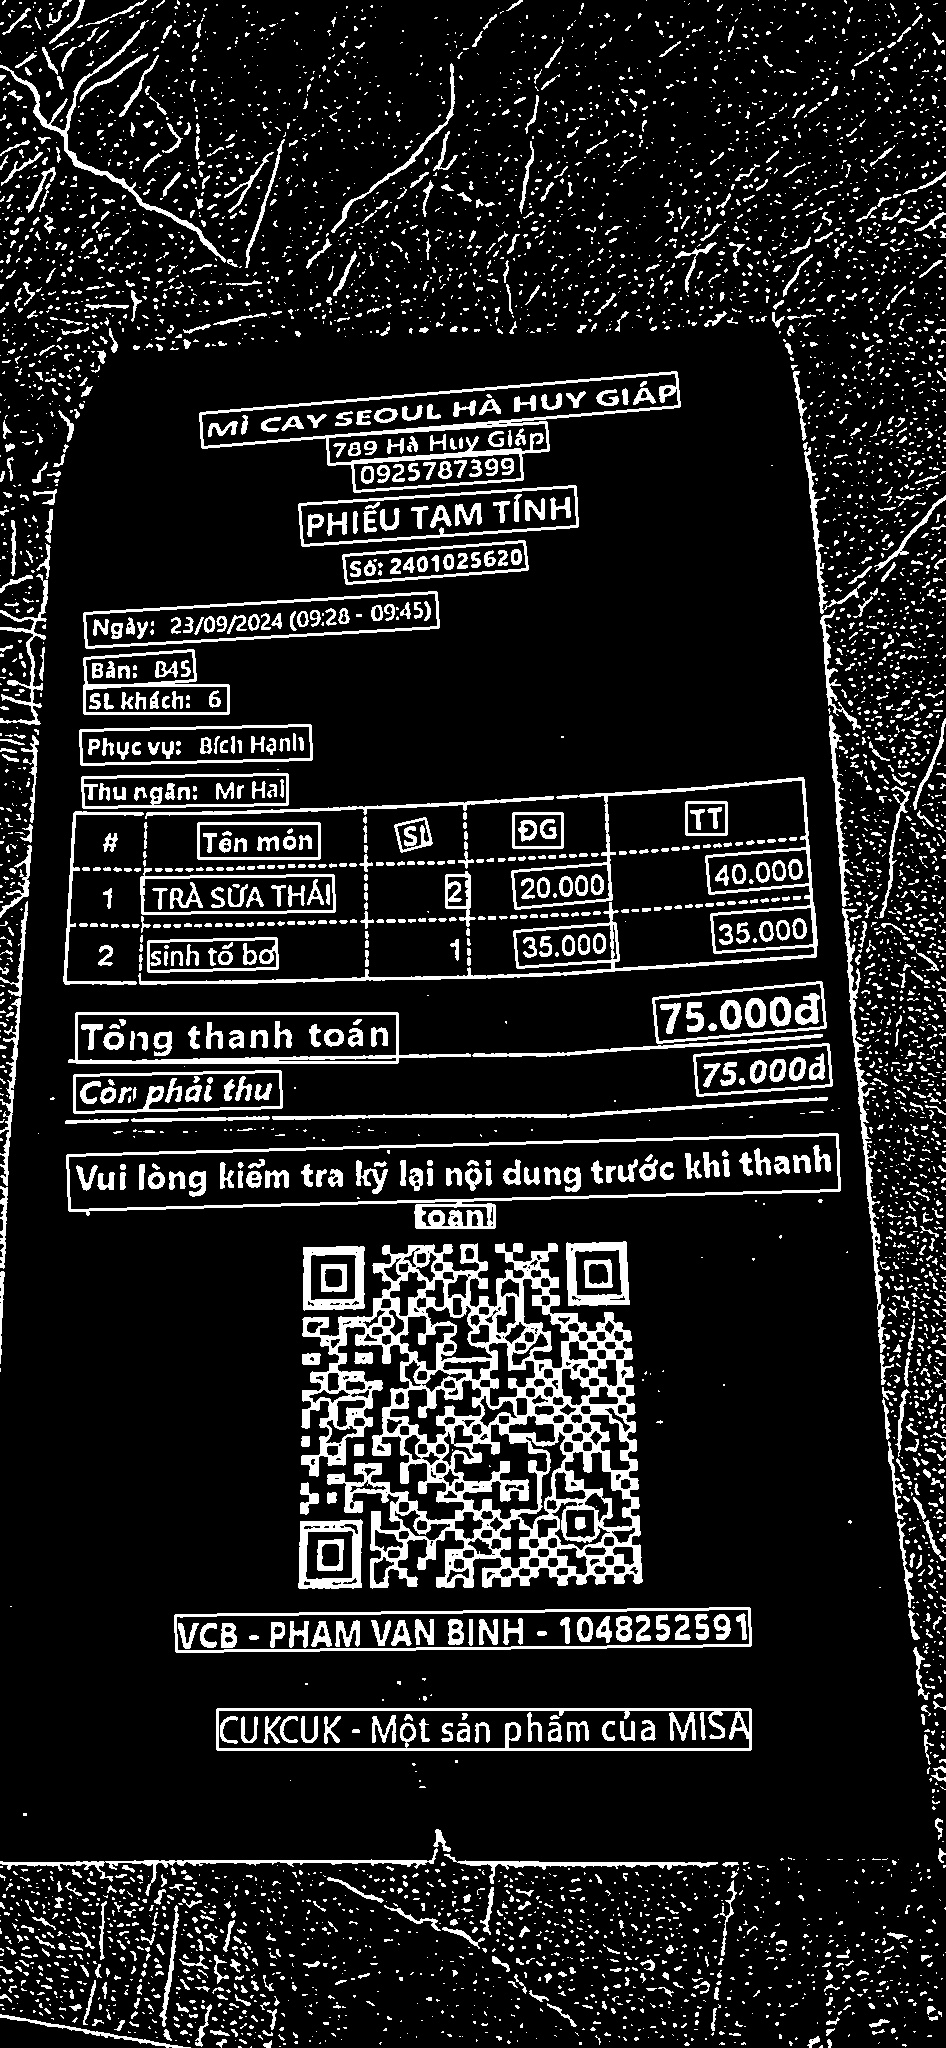 MÌ CAY SEOUL HÀ HUY GIÁP
789 Hà Huy Giáp
0925787399
PHIẾU TẠM TÍNH
Số: 2401025620
Ngày: 23/09/2024 (09:28 - 09:45)
Bàn: B45
SL khách: 6
Phục vụ: Bích Hạnh
Thu ngân: Mr Hai
# Tên món Sl ĐG TT
1 TRÀ SỮA THÁI 2 20.000 40.000
2 sinh tố bơ 1 35.000 35.000
Tổng thanh toán 75.000đ
Còn phải thu 75.000đ
Vui lòng kiểm tra kỹ lại nội dung trước khi thanh
toán!
VCB - PHAM VAN BINH - 1048252591
CUKCUK - Một sản phẩm của MISA